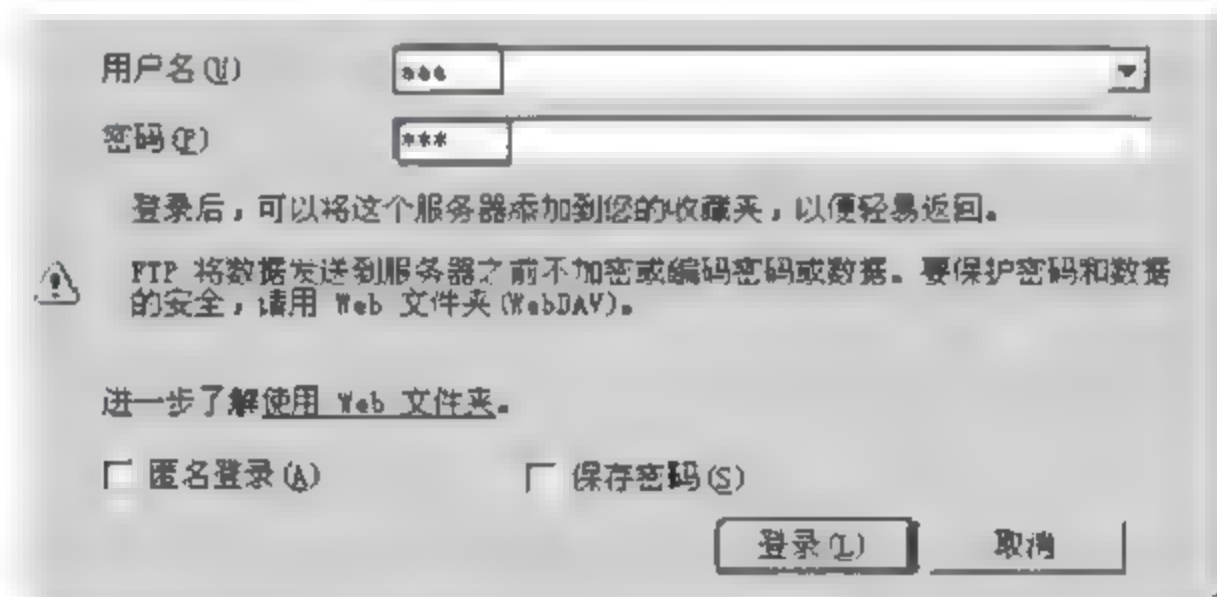 用户名(U)
密码(P)
***
登录后，可以将这个服务器添加到您的收藏夹，以便轻易返回。
FTP 将数据发送到服务器之前不加密或编码密码或数据。要保护密码和数据
的安全，请用 Web 文件夹(WebDAV)。
进一步了解使用 Web 文件夹。
匿名登录(A) 保存密码(S)
登录(L) 取消